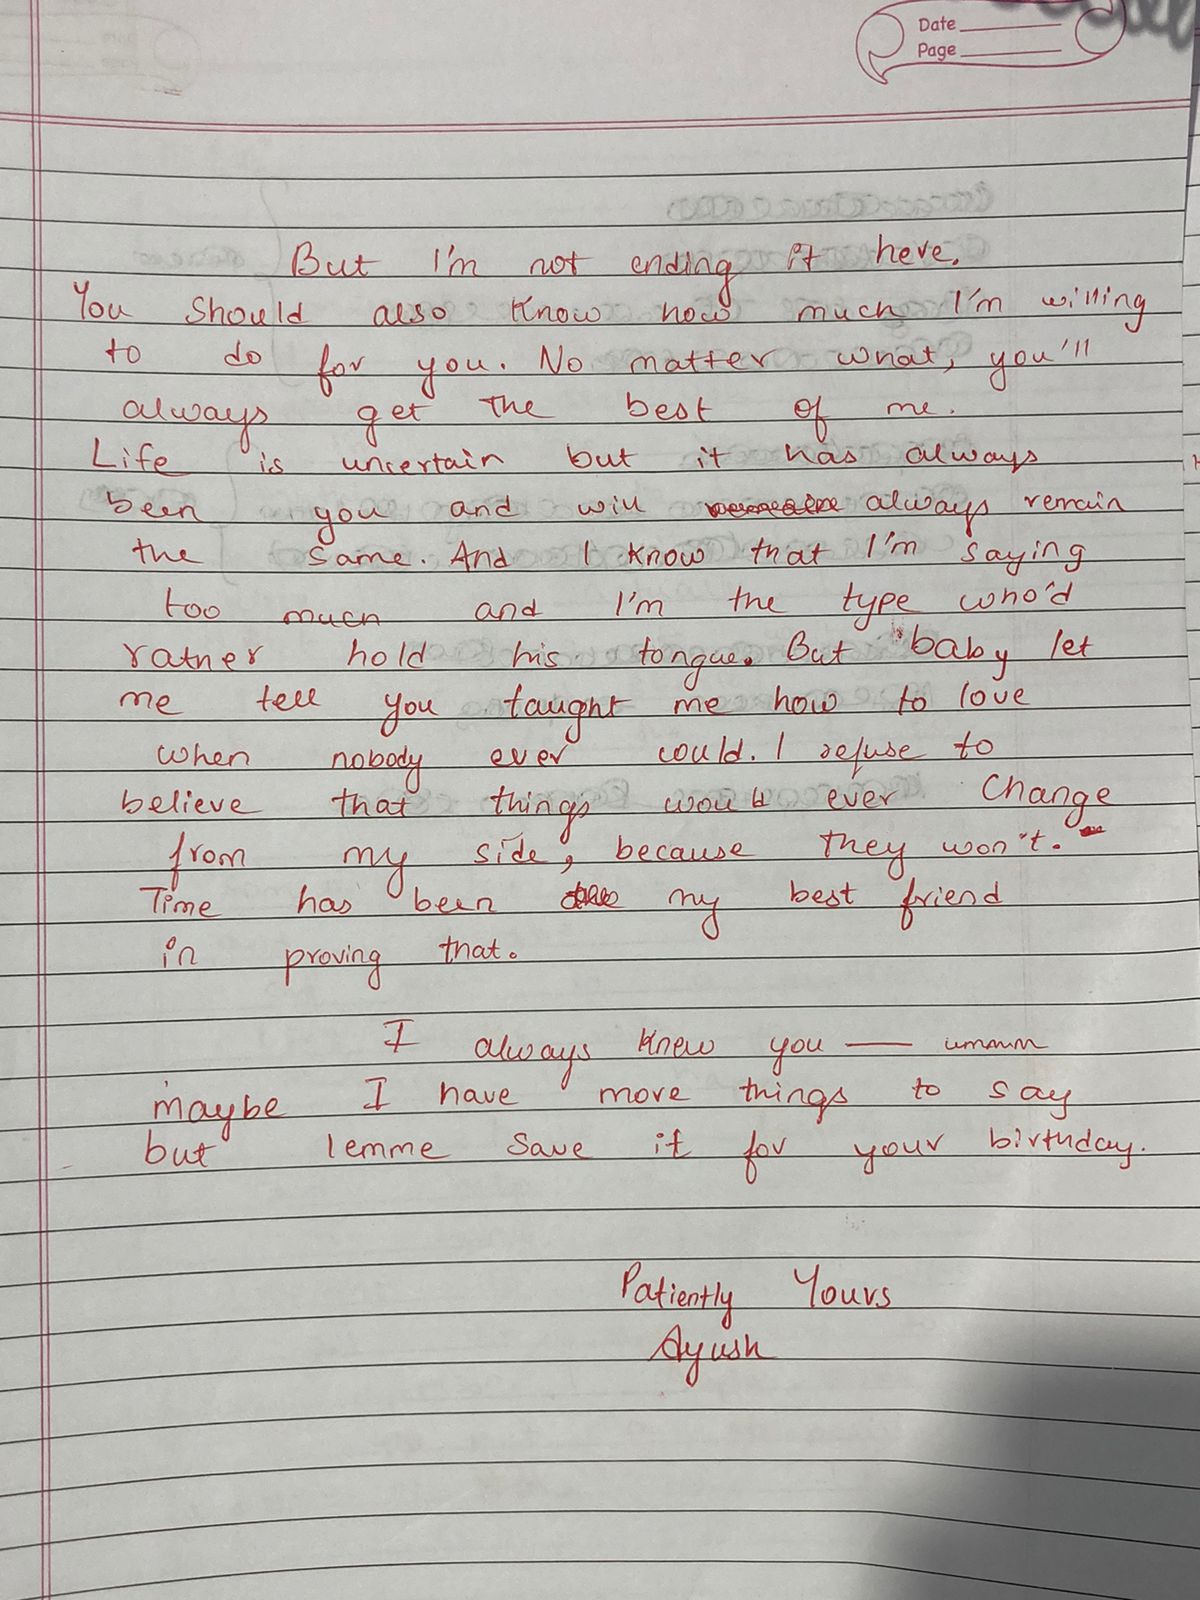 Date
Page
But I'm not ending it here.
You should also know how much I'm willing
to do for you. No matter what, you'll
always get the best of me.
Life is uncertain but it has always
been you and will always remain
the same. And I know that I'm saying
too much and I'm the type who'd
rather hold his tongue. But baby let
me tell you taught me how to love
when nobody ever could. I refuse to
believe that things would ever change
from my side, because they won't.
Time has been my best friend
in proving that.
I always knew you — ummm
maybe I have more things to say
but lemme save it for your birthday.
Patiently Yours
Ayush